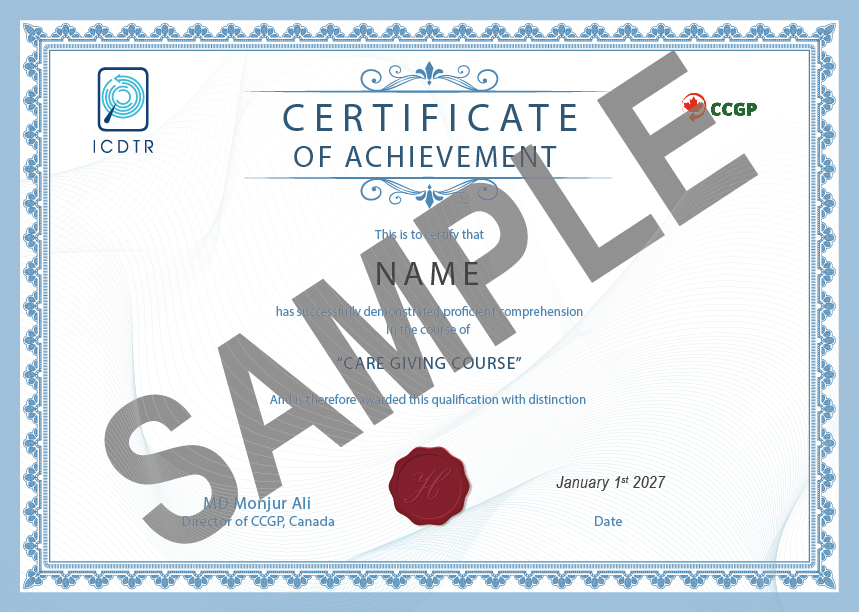 ICDTR
CCGP
CERTIFICATE
OF ACHIEVEMENT
This is to certify that
NAME
has successfully demonstrated proficient comprehension
In the course of
“CARE GIVING COURSE”
And is therefore awarded this qualification with distinction
SAMPLE
H
MD Monjur Ali
Director of CCGP, Canada
January 1st 2027
Date